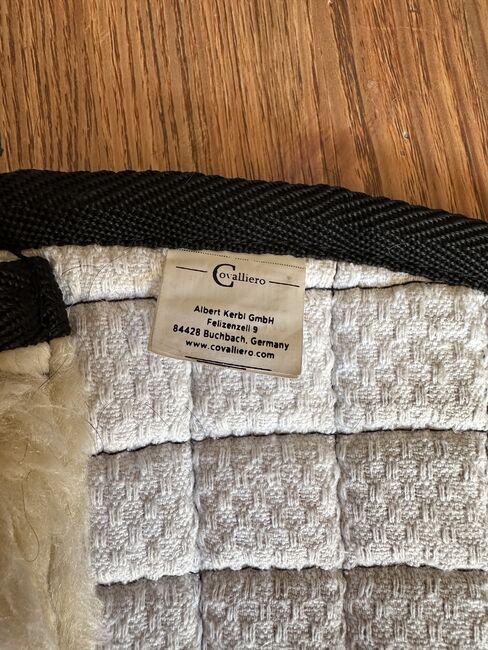 Covalliero
Albert Kerbl GmbH
Felizenzell 9
84428 Buchbach, Germany
www.covalliero.com